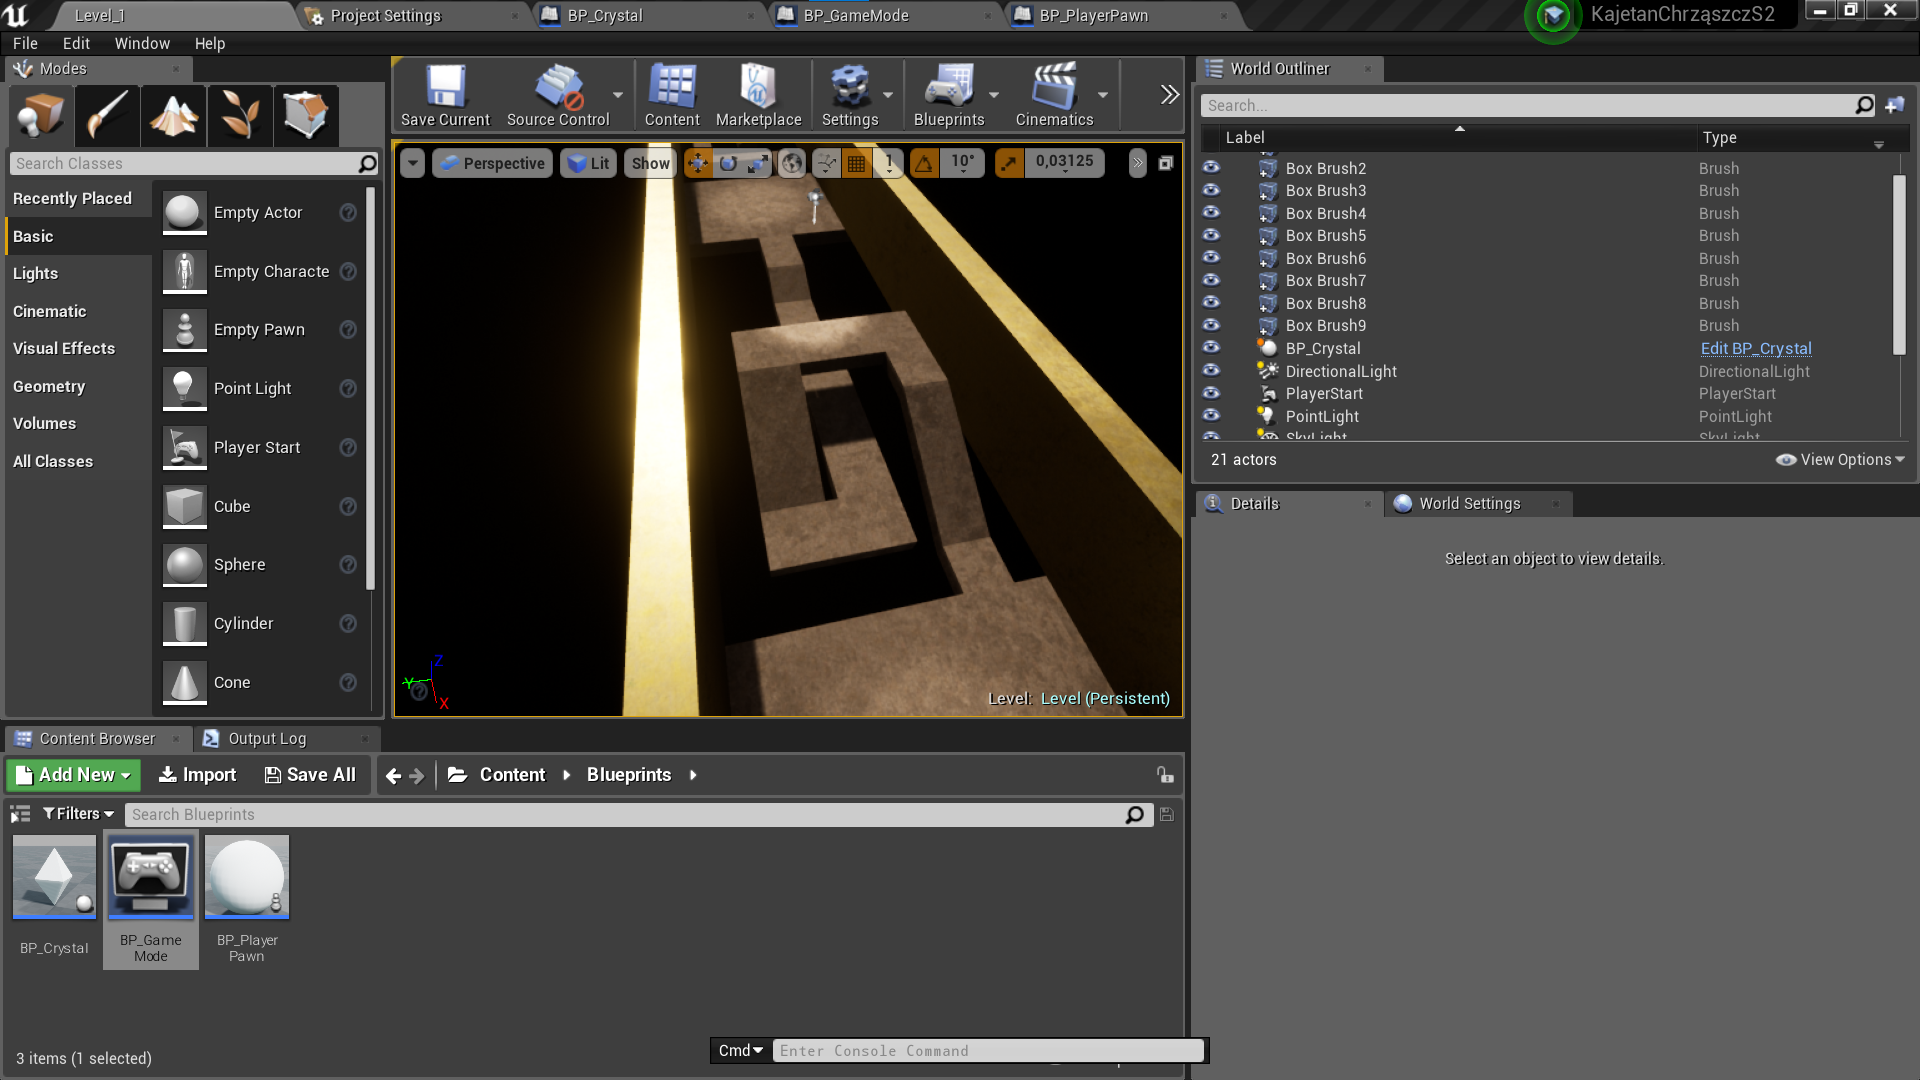 Level_1
Project Settings
BP_Crystal
BP_GameMode
BP_PlayerPawn
KajetanChrząszczS2
File Edit Window Help
Modes
Search Classes
Recently Placed
Basic
Lights
Cinematic
Visual Effects
Geometry
Volumes
All Classes
Empty Actor
Empty Characte
Empty Pawn
Point Light
Player Start
Cube
Sphere
Cylinder
Cone
Save Current
Source Control
Content
Marketplace
Settings
Blueprints
Cinematics
Perspective
Lit
Show
1
10°
0,03125
Z
Y
X
Level: Level (Persistent)
World Outliner
Search...
Label Type
Box Brush2 Brush
Box Brush3 Brush
Box Brush4 Brush
Box Brush5 Brush
Box Brush6 Brush
Box Brush7 Brush
Box Brush8 Brush
Box Brush9 Brush
BP_Crystal Edit BP_Crystal
DirectionalLight DirectionalLight
PlayerStart PlayerStart
PointLight PointLight
SkyLight SkyLight
21 actors
View Options
Details
World Settings
Select an object to view details.
Content Browser
Output Log
Add New
Import
Save All
Content
Blueprints
Filters
Search Blueprints
BP_Crystal
BP_Game
Mode
BP_Player
Pawn
3 items (1 selected)
Cmd
Enter Console Command